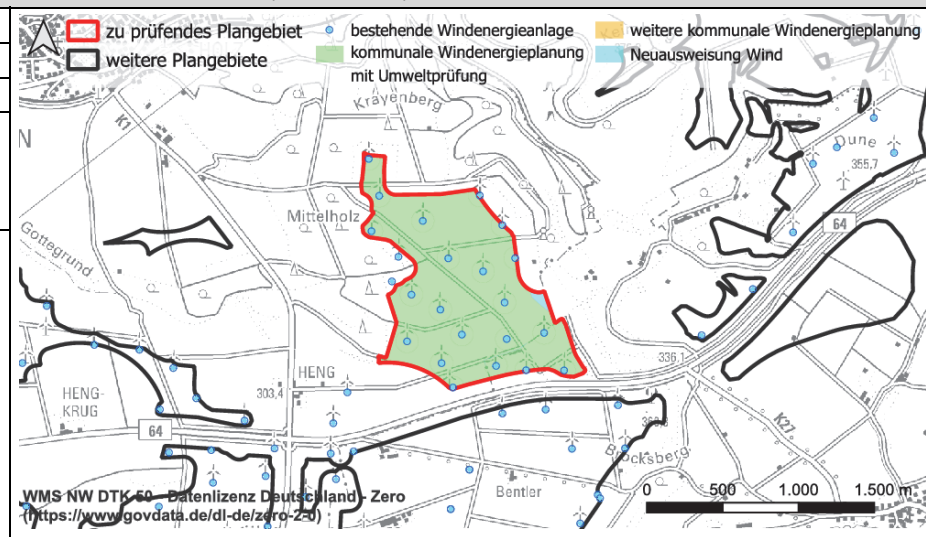 zu prüfendes Plangebiet
weitere Plangebiete
bestehende Windenergieanlage
kommunale Windenergieplanung
mit Umweltprüfung
weitere kommunale Windenergieplanung
Neuausweisung Wind
Krayenberg
K1
N
Dune
355,7
Mittelholz
64
Gottegrund
336,1
HENG
303,4
HENG-
KRUG
K27
64
Brocksberg
Bentler
WMS NW DTK 50 - Datenlizenz Deutschland - Zero
(https://www.govdata.de/dl-de/zero-2-0)
0 500 1.000 1.500 m